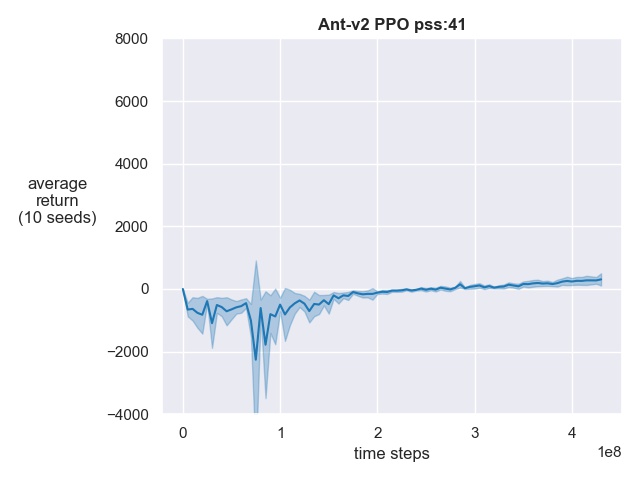 Ant-v2 PPO pss:41
8000
6000
4000
2000
0
−2000
−4000
average
return
(10 seeds)
0 1 2 3 4
1e8
time steps